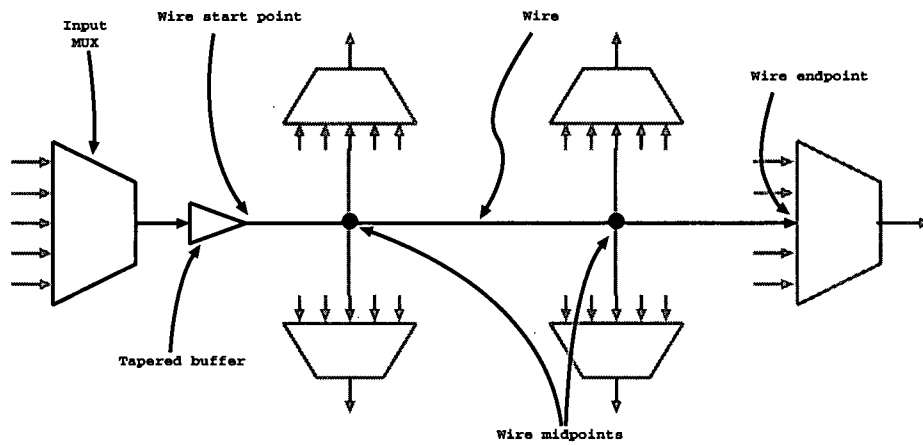 Wire start point
Wire
Input
MUX
Wire endpoint
Tapered buffer
Wire midpoints